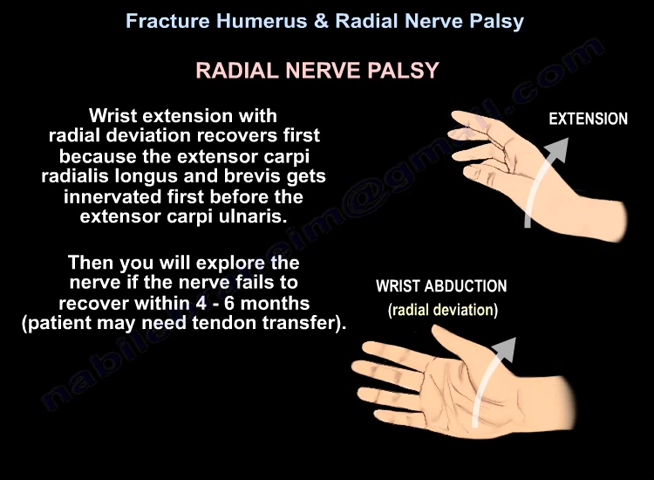 Fracture Humerus & Radial Nerve Palsy
RADIAL NERVE PALSY
Wrist extension with
radial deviation recovers first
because the extensor carpi
radialis longus and brevis gets
innervated first before the
extensor carpi ulnaris.
Then you will explore the
nerve if the nerve fails to
recover within 4 - 6 months
(patient may need tendon transfer).
EXTENSION
WRIST ABDUCTION
(radial deviation)